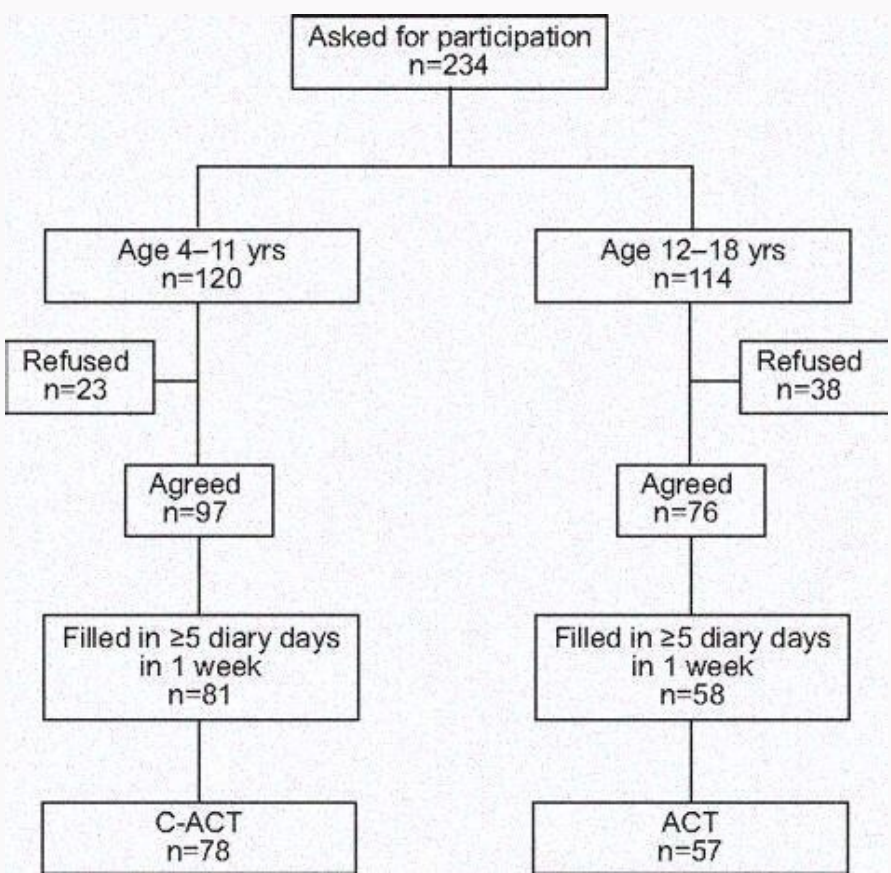 Asked for participation
n=234
Age 4–11 yrs
n=120
Age 12–18 yrs
n=114
Refused
n=23
Refused
n=38
Agreed
n=97
Agreed
n=76
Filled in ≥5 diary days
in 1 week
n=81
Filled in ≥5 diary days
in 1 week
n=58
C-ACT
n=78
ACT
n=57